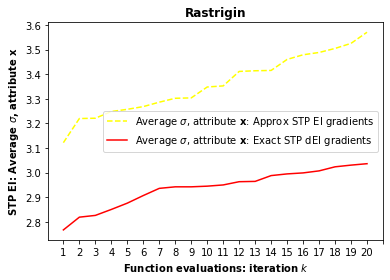 Rastrigin
STP EI: Average σ, attribute x
3.6
3.5
3.4
3.3
3.2
3.1
3.0
2.9
2.8
Average σ, attribute x: Approx STP EI gradients
Average σ, attribute x: Exact STP dEI gradients
1 2 3 4 5 6 7 8 9 10 11 12 13 14 15 16 17 18 19 20
Function evaluations: iteration k